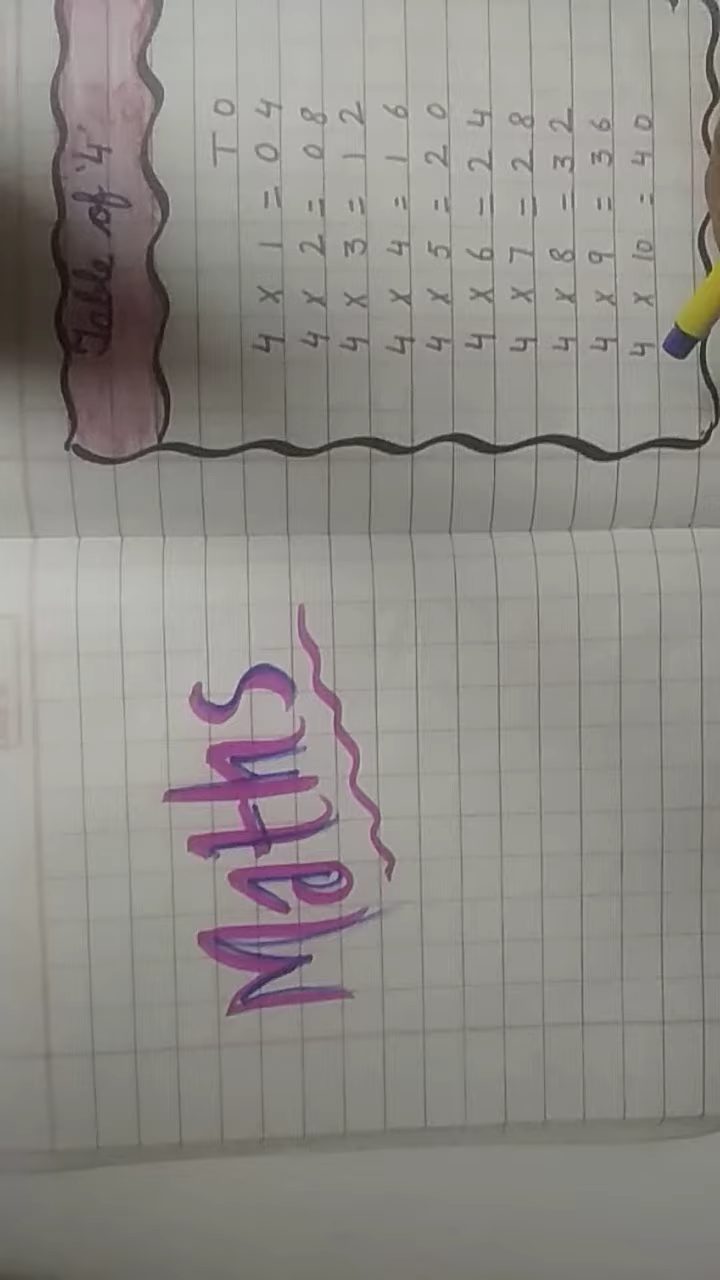 Maths
Table of '4'
T O
4 x 1 = 0 4
4 x 2 = 0 8
4 x 3 = 1 2
4 x 4 = 1 6
4 x 5 = 2 0
4 x 6 = 2 4
4 x 7 = 2 8
4 x 8 = 3 2
4 x 9 = 3 6
4 x 10 = 4 0